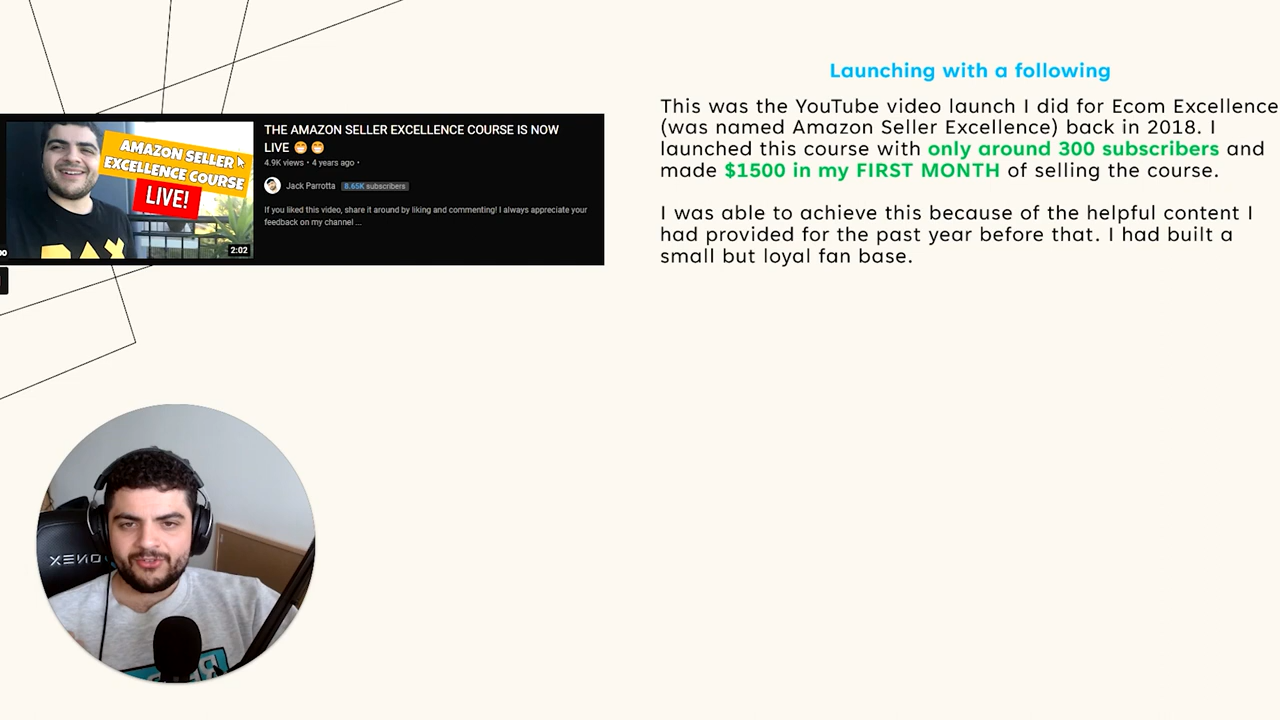 AMAZON SELLER
EXCELLENCE COURSE
LIVE!
2:02
THE AMAZON SELLER EXCELLENCE COURSE IS NOW
LIVE 😁 😁
4.9K views • 4 years ago •
Jack Parrotta 8.65K subscribers
If you liked this video, share it around by liking and commenting! I always appreciate your
feedback on my channel ...
Launching with a following
This was the YouTube video launch I did for Ecom Excellence
(was named Amazon Seller Excellence) back in 2018. I
launched this course with only around 300 subscribers and
made $1500 in my FIRST MONTH of selling the course.
I was able to achieve this because of the helpful content I
had provided for the past year before that. I had built a
small but loyal fan base.